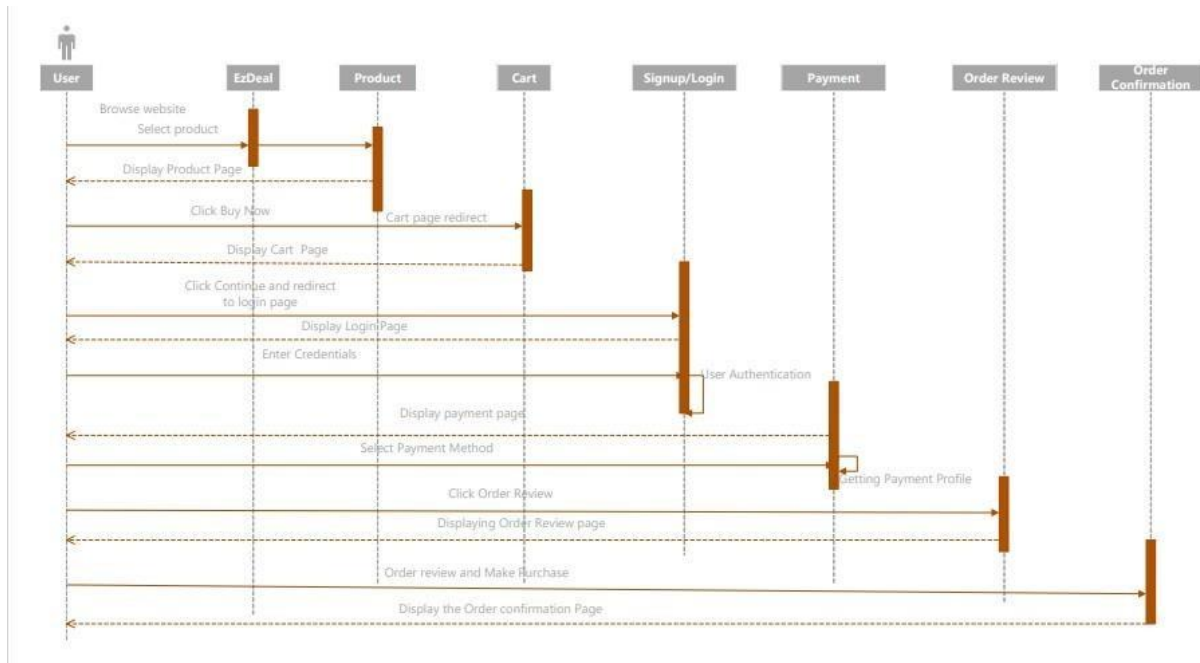 User
EzDeal
Product
Cart
Signup/Login
Payment
Order Review
Order
Confirmation
Browse website
Select product
Display Product Page
Click Buy Now
Cart page redirect
Display Cart Page
Click Continue and redirect
to login page
Display Login Page
Enter Credentials
User Authentication
Display payment page
Select Payment Method
Getting Payment Profile
Click Order Review
Displaying Order Review page
Order review and Make Purchase
Display the Order confirmation Page